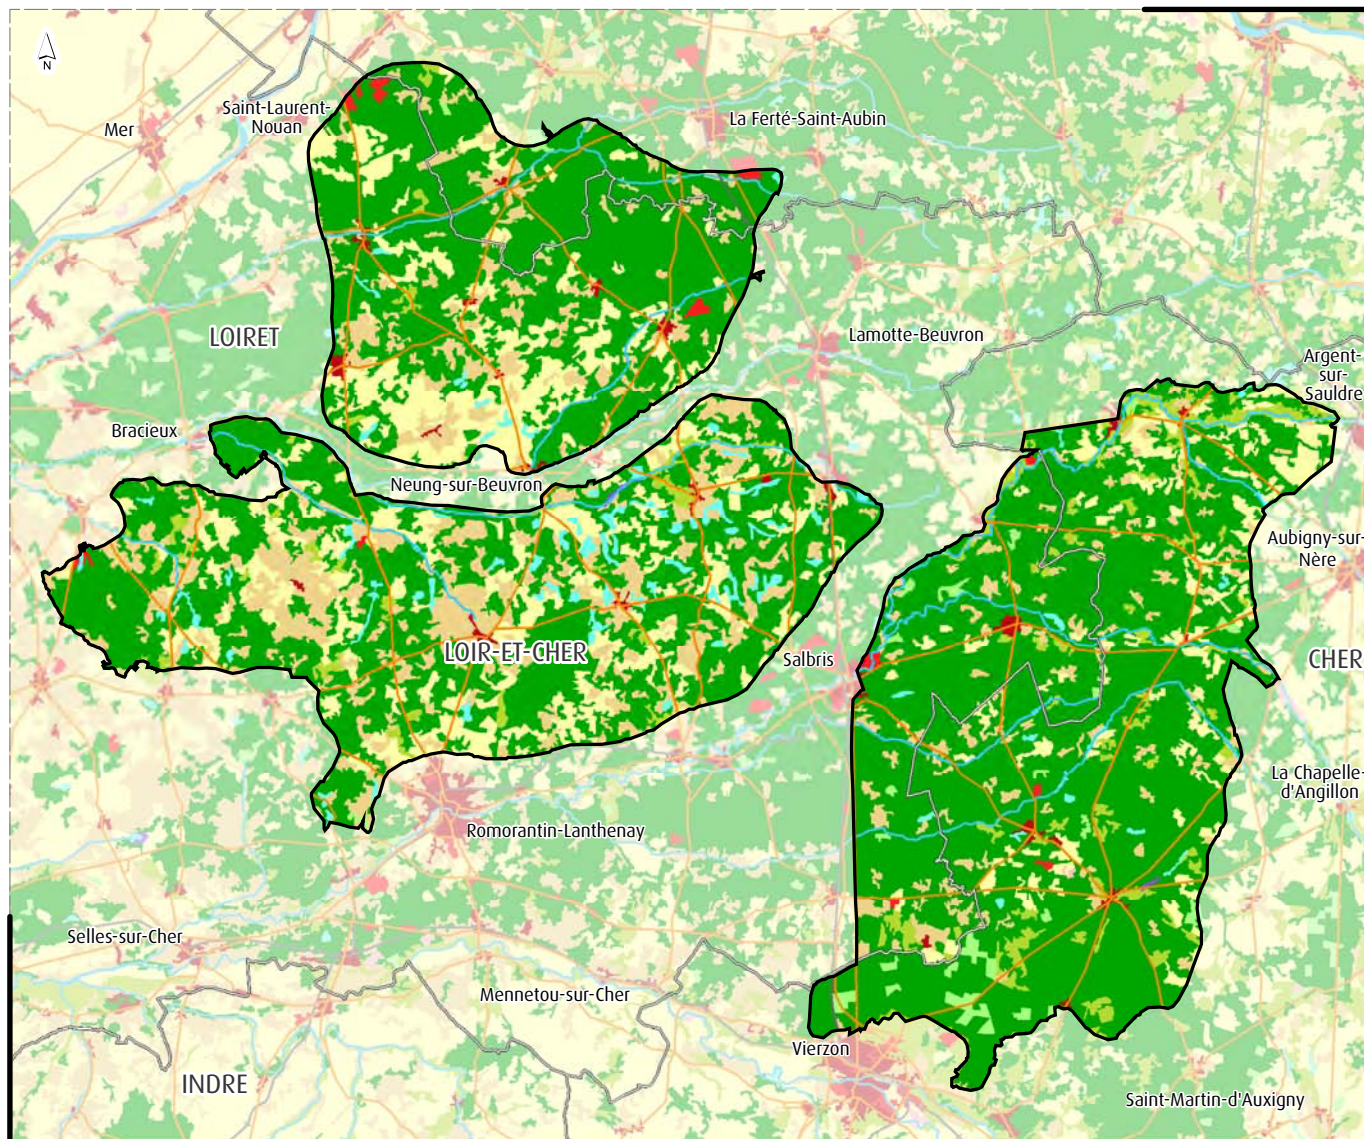 N
Saint-Laurent-
Nouan
Mer
La Ferté-Saint-Aubin
LOIRET
Lamotte-Beuvron
Argent-
sur-
Sauldre
Bracieux
Neung-sur-Beuvron
Aubigny-sur-
Nère
LOIR-ET-CHER
Salbris
CHER
La Chapelle-
d'Angillon
Romorantin-Lanthenay
Selles-sur-Cher
Mennetou-sur-Cher
Vierzon
INDRE
Saint-Martin-d'Auxigny